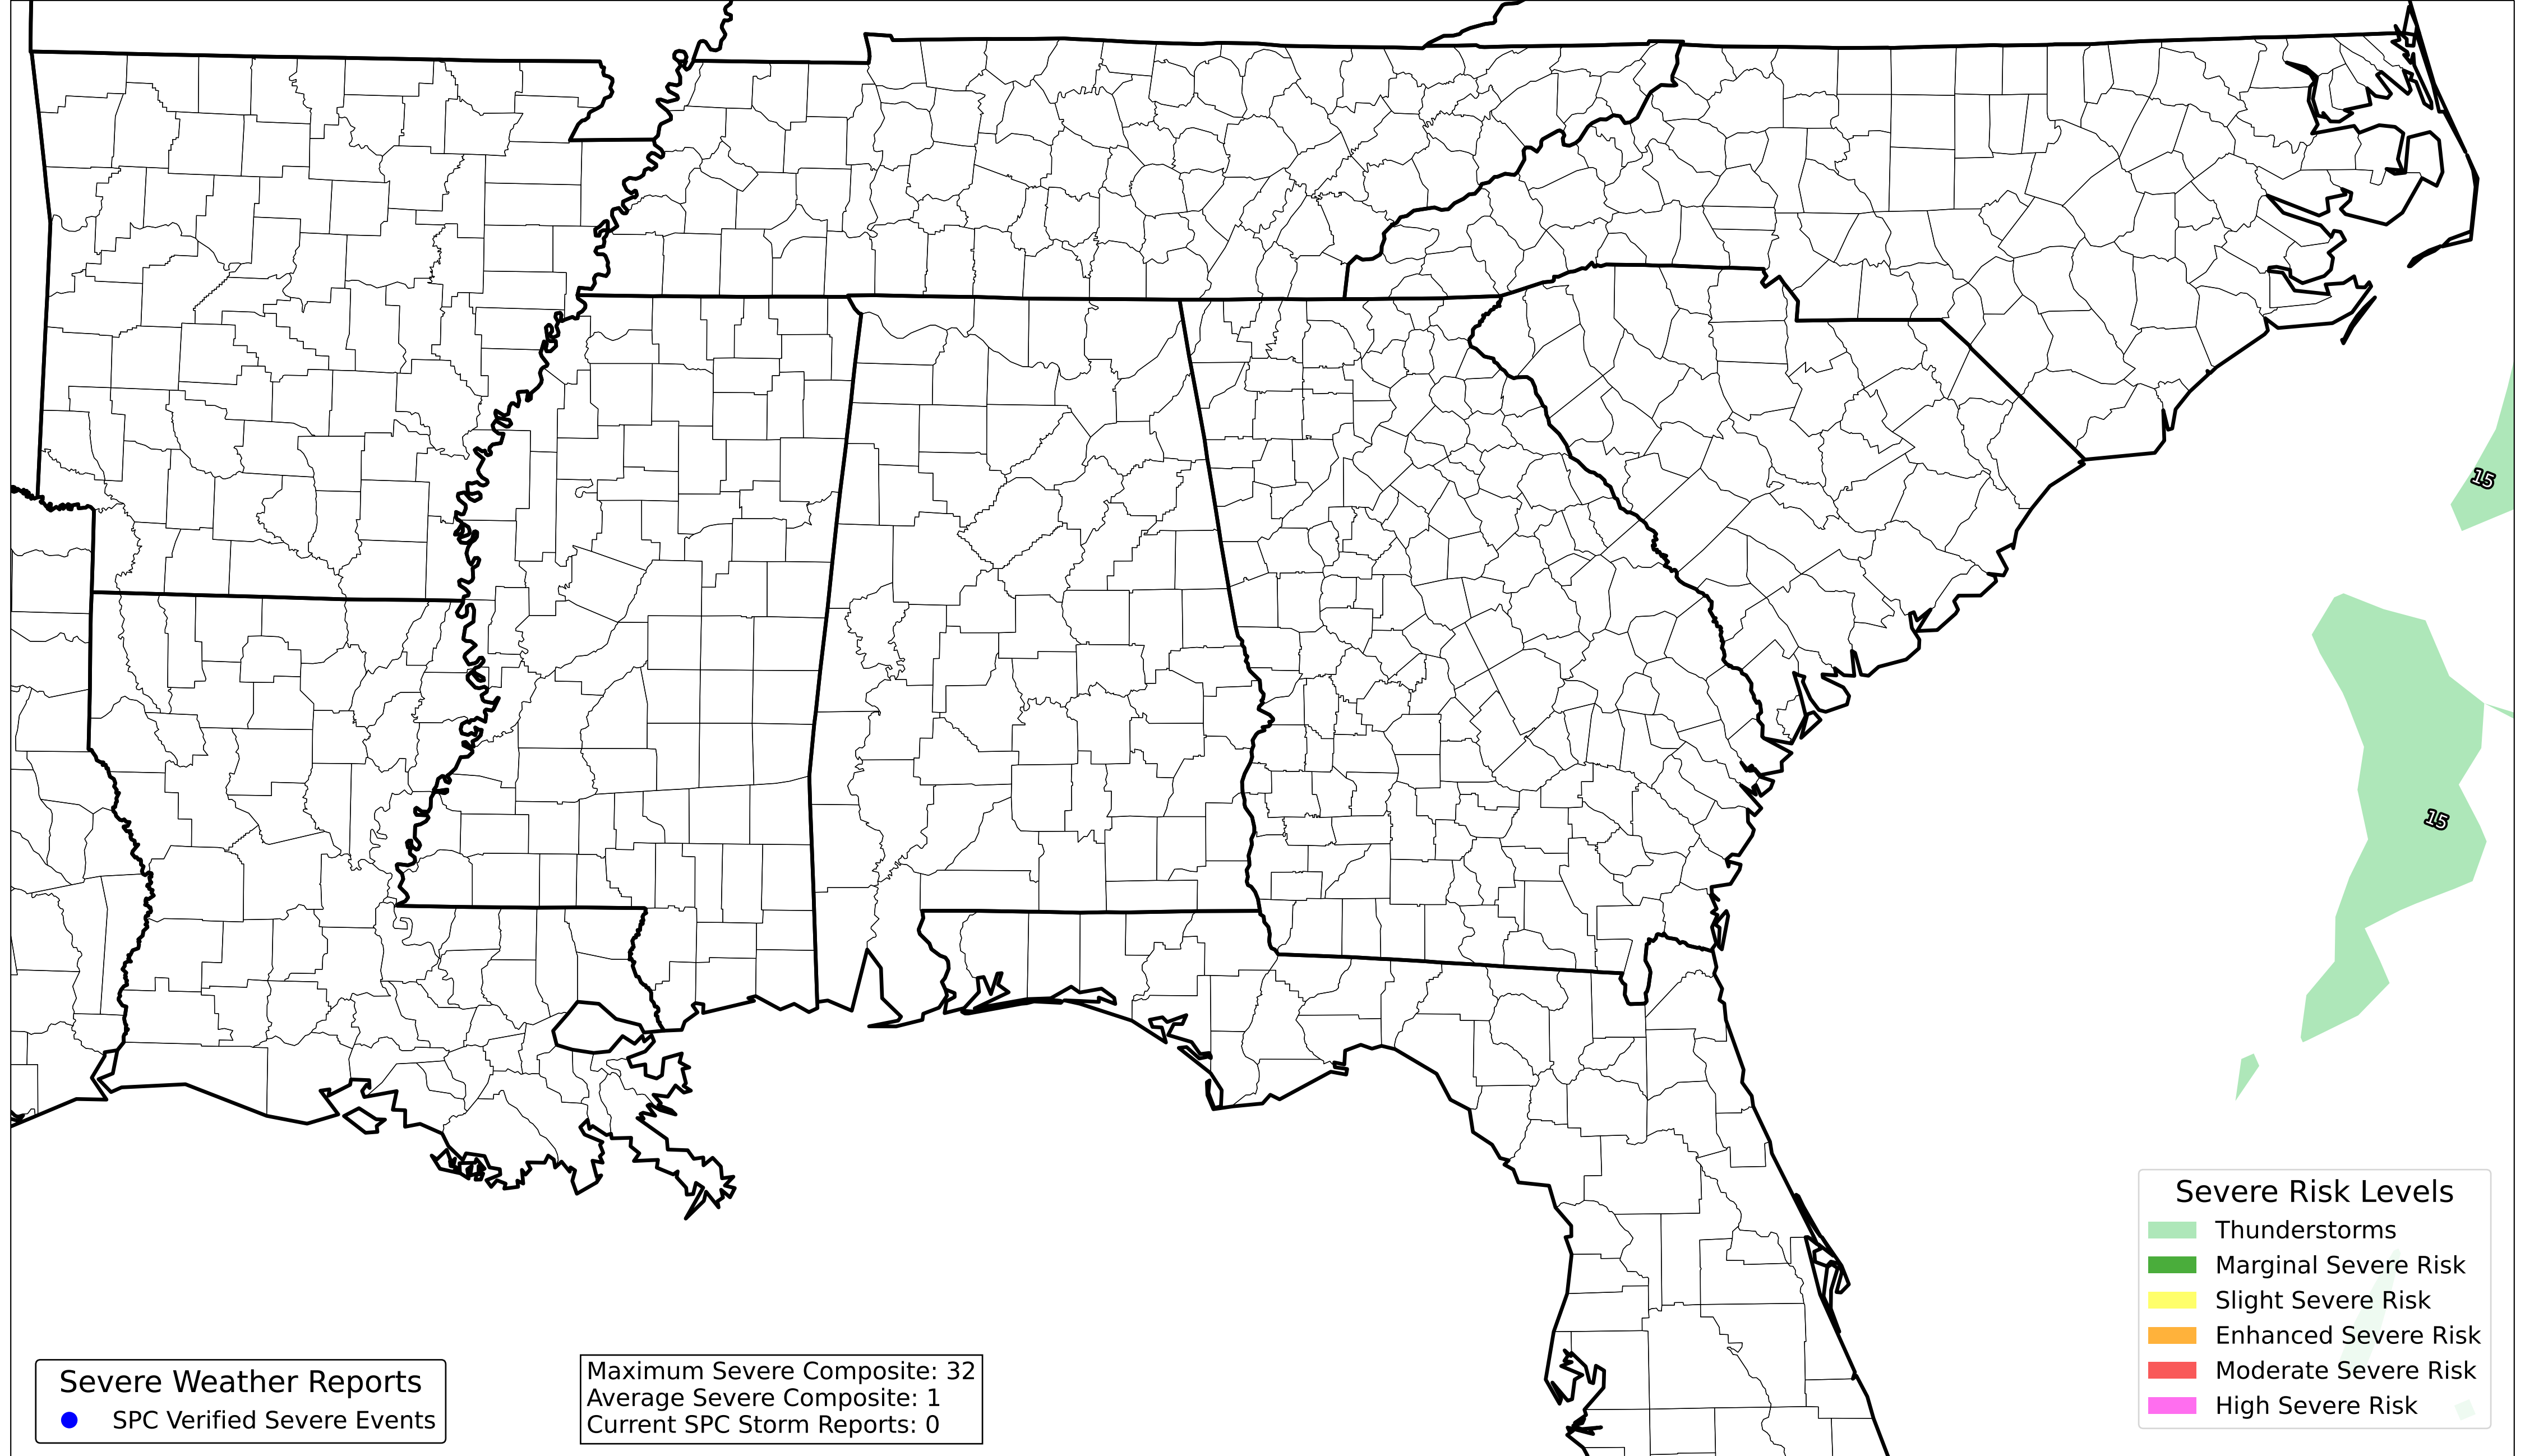 15
15
Severe Risk Levels
Thunderstorms
Marginal Severe Risk
Slight Severe Risk
Enhanced Severe Risk
Moderate Severe Risk
High Severe Risk
Severe Weather Reports
SPC Verified Severe Events
Maximum Severe Composite: 32
Average Severe Composite: 1
Current SPC Storm Reports: 0